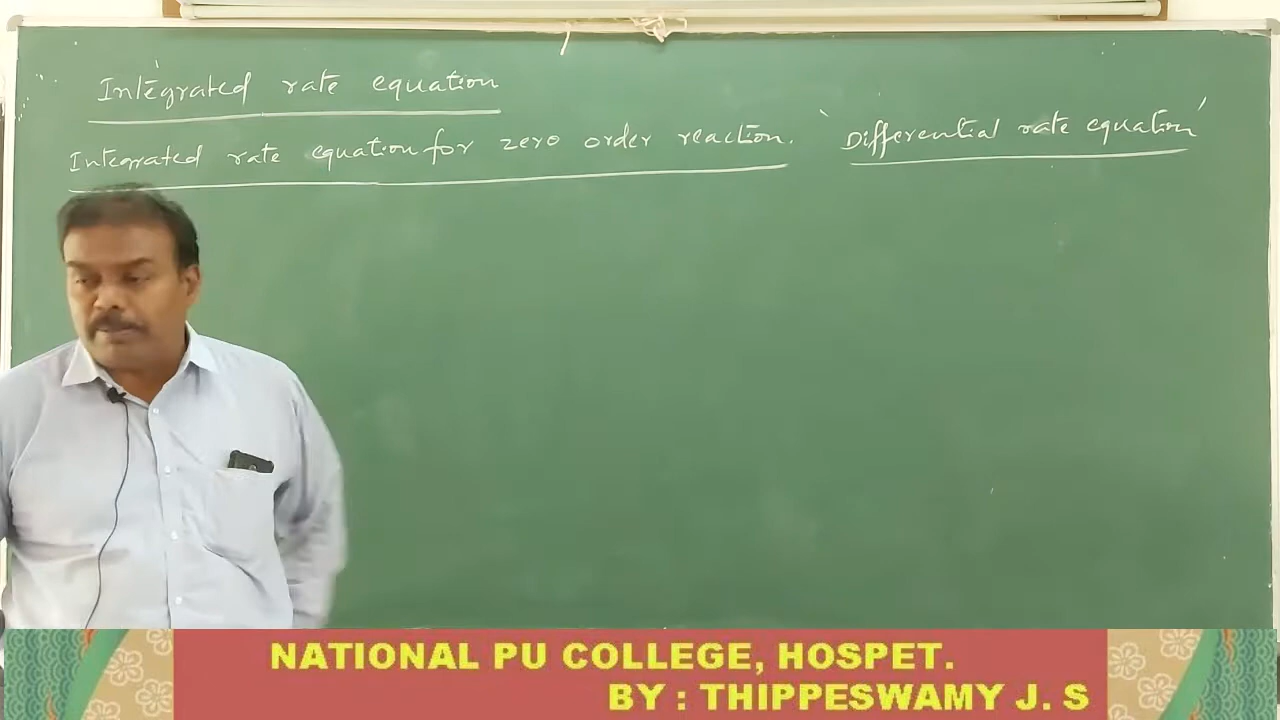 Integrated rate equation
Integrated rate equation for zero order reaction.
'Differential rate equation'
NATIONAL PU COLLEGE, HOSPET.
BY : THIPPESWAMY J. S